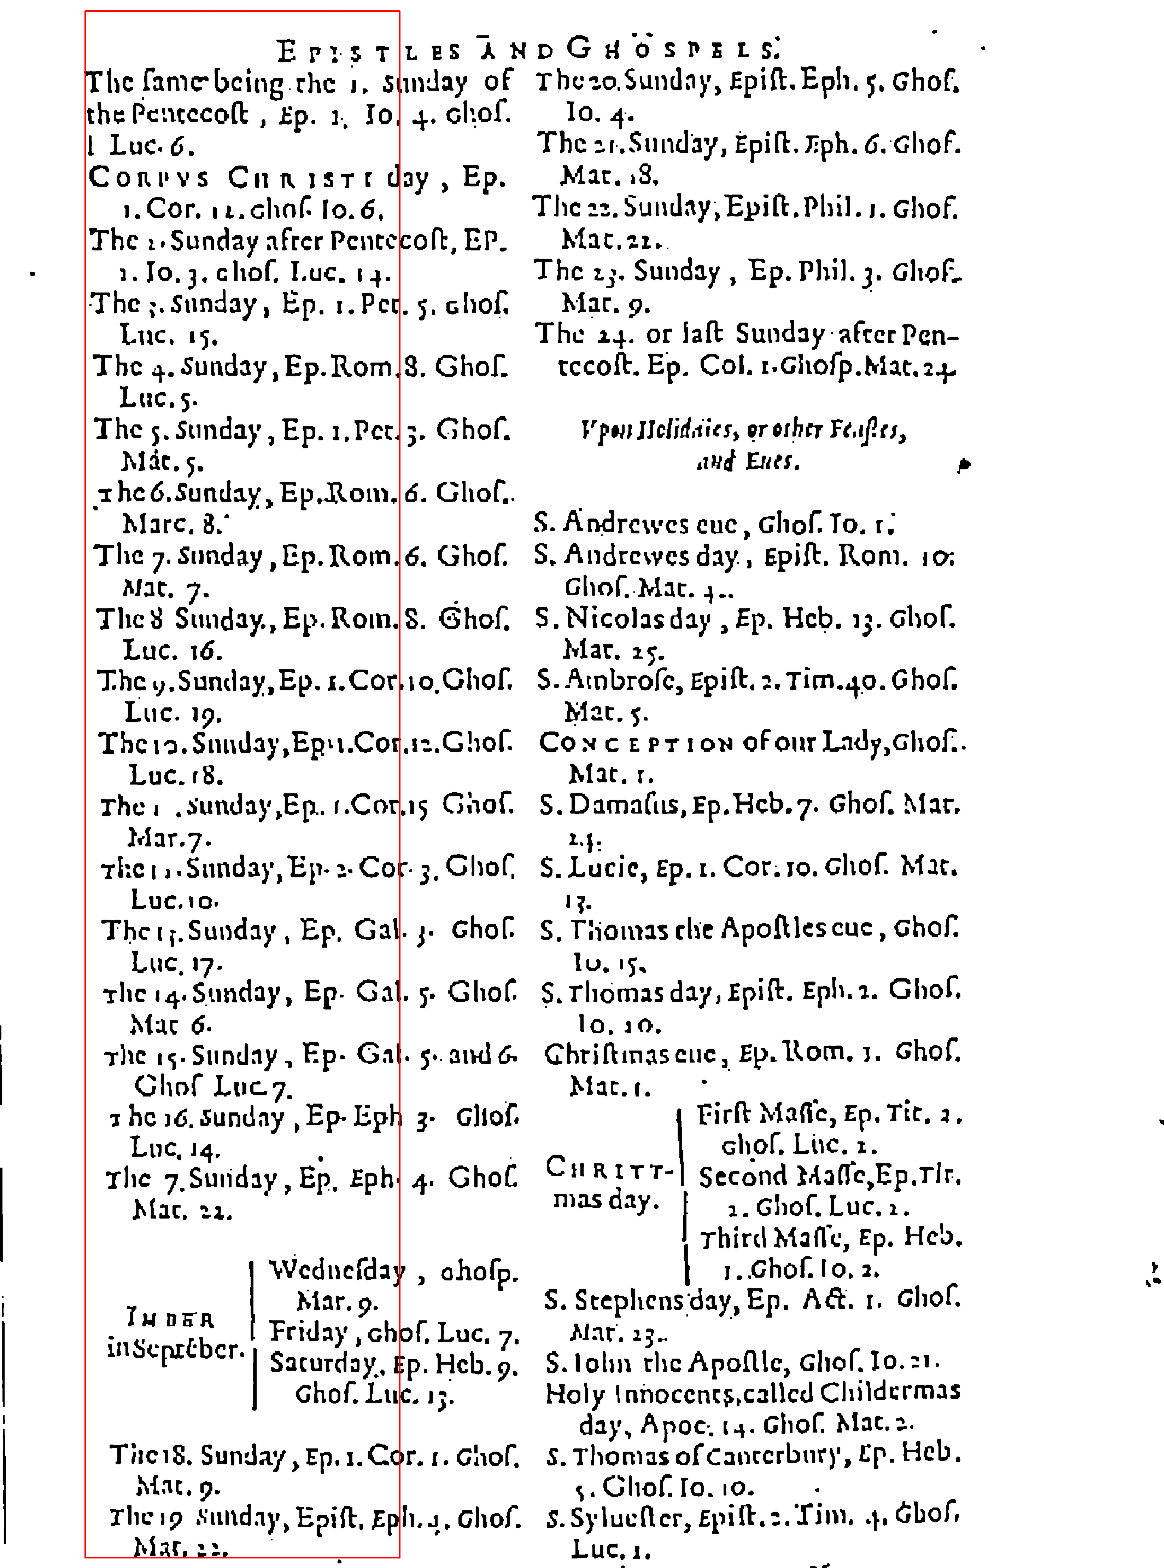 EPISTLES AND GHOSPELS.
The ſame being the 1. Sunday of
the Pentecoſt, Ep. 1. Io. 4. Ghoſ.
Luc. 6.
CORPVS CHRISTI day, Ep.
1. Cor. 11. Ghoſ. Io. 6.
The 2. Sunday after Pentecoſt, EP.
1. Io. 3. Ghoſ. Luc. 14.
The 3. Sunday, Ep. 1. Pet. 5. Ghoſ.
Luc. 15.
The 4. Sunday, Ep. Rom. 8. Ghoſ.
Luc. 5.
The 5. Sunday, Ep. 1. Pet. 3. Ghoſ.
Mat. 5.
The 6. Sunday, Ep. Rom. 6. Ghoſ.
Marc. 8.
The 7. Sunday, Ep. Rom. 6. Ghoſ.
Mat. 7.
The 8 Sunday., Ep. Rom. 8. Ghoſ.
Luc. 16.
The 9. Sunday, Ep. 1. Cor. 10. Ghoſ.
Luc. 19.
The 10. Sunday, Ep. 1. Cor. 12. Ghoſ.
Luc. 18.
The Sunday, Ep. 1. Cor. 15 Ghoſ.
Mar. 7.
The Sunday, Ep. 2. Cor. 3. Ghoſ.
Luc. 10.
The 13. Sunday, Ep. Gal. 3. Ghoſ.
Luc. 17.
The 14. Sunday, Ep. Gal. 5. Ghoſ.
Mat 6.
The 15. Sunday, Ep. Gal. 5. and 6.
Ghoſ Luc. 7.
The 16. Sunday, Ep. Eph 3. Ghoſ.
Luc. 14.
The 7. Sunday, Ep. Eph. 4. Ghoſ.
Mat. 22.
IMBER
in Septēber.
Wedneſday, Ghoſp.
Mar. 9.
Friday, Ghoſ. Luc. 7.
Saturday, Ep. Heb. 9.
Ghoſ. Luc. 13.
The 18. Sunday, Ep. 1. Cor. 1. Ghoſ.
Mat. 9.
The 19 Sunday, Epiſt. Eph. 4. Ghoſ.
Mat. 22.
The 20. Sunday, Epiſt. Eph. 5. Ghoſ.
Io. 4.
The 21. Sunday, Epiſt. Eph. 6. Ghoſ.
Mat. 18.
The 22. Sunday, Epiſt. Phil. 1. Ghoſ.
Mat. 22.
The 23. Sunday, Ep. Phil. 3. Ghoſ.
Mar. 9.
The 24. or laſt Sunday after Pen-
tecoſt. Ep. Col. 1. Ghoſp. Mat. 24.
Vpon Holidaies, or other Feaſtes,
and Eues.
S. Andrewes eue, Ghoſ. Io. 1.
S. Andrewes day, Epiſt. Rom. 10.
Ghoſ. Mat. 4.
S. Nicolas day, Ep. Heb. 13. Ghoſ.
Mat. 25.
S. Ambroſe, Epiſt. 2. Tim. 40. Ghoſ.
Mat. 5.
CONCEPTION of our Lady, Ghoſ.
Mat. 1.
S. Damaſus, Ep. Heb. 7. Ghoſ. Mat.
24.
S. Lucie, Ep. 1. Cor. 10. Ghoſ. Mat.
13.
S. Thomas the Apoſtles eue, Ghoſ.
Io. 15.
S. Thomas day, Epiſt. Eph. 2. Ghoſ.
Io. 20.
Chriſtmas eue, Ep. Rom. 1. Ghoſ.
Mat. 1.
CHRITT-
mas day.
Firſt Maſſe, Ep. Tit. 2.
Ghoſ. Luc. 2.
Second Maſſe, Ep. Tit.
2. Ghoſ. Luc. 2.
Third Maſſe, Ep. Heb.
1. Ghoſ. Io. 2.
S. Stephens day, Ep. Act. 1. Ghoſ.
Mat. 23.
S. Iohn the Apoſtle, Ghoſ. Io. 21.
Holy Innocents, called Childermas
day, Apoc. 14. Ghoſ. Mat. 2.
S. Thomas of Canterbury, Ep. Heb.
5. Ghoſ. Io. 10.
S. Sylueſter, Epiſt. 2. Tim. 4. Ghoſ.
Luc. 1.